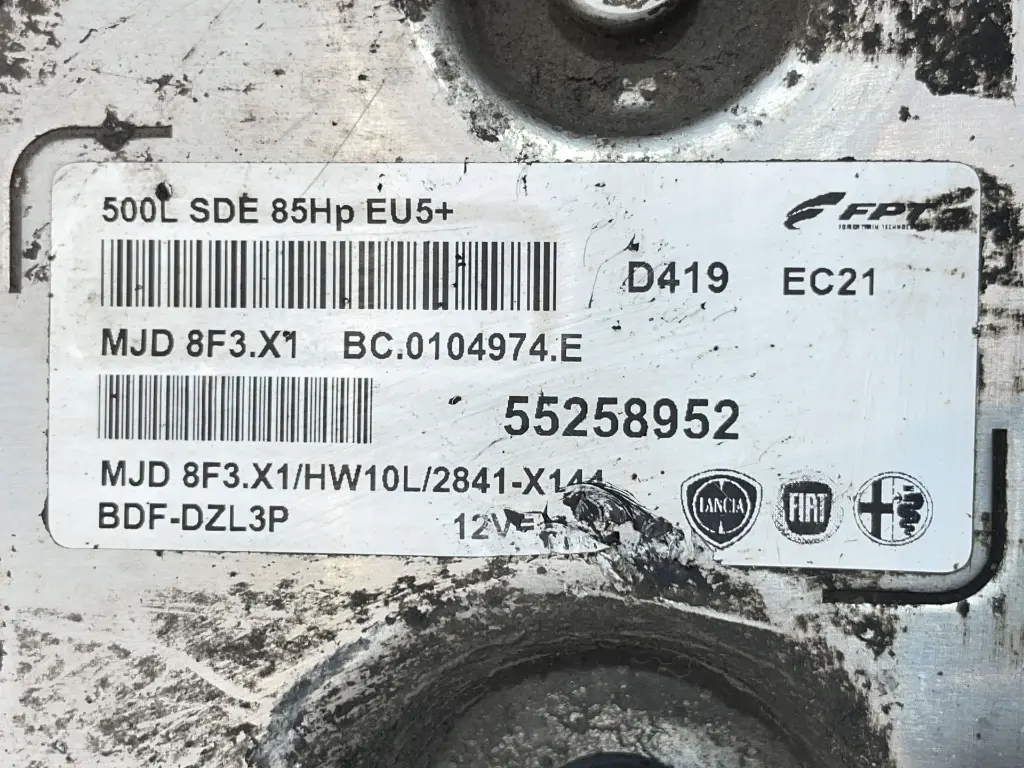 500L SDE 85Hp EU5+
FPT
D419 EC21
MJD 8F3.X1 BC.0104974.E
55258952
MJD 8F3.X1/HW10L/2841-X144
BDF-DZL3P
12V
LANCIA FIAT